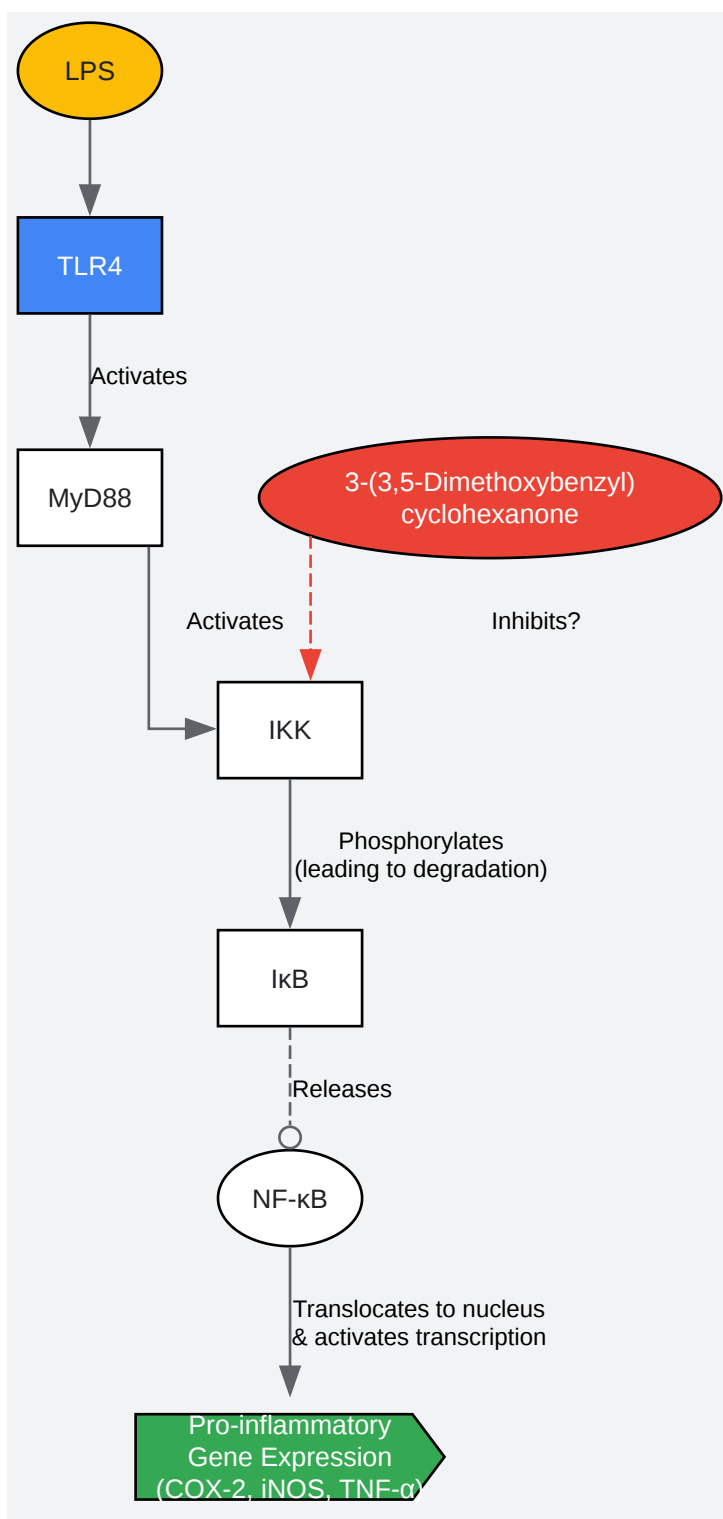 LPS
TLR4
Activates
MyD88
3-(3,5-Dimethoxybenzyl)
cyclohexanone
Activates
Inhibits?
IKK
Phosphorylates
(leading to degradation)
IκB
Releases
NF-κB
Translocates to nucleus
& activates transcription
Pro-inflammatory
Gene Expression
(COX-2, iNOS, TNF-α)